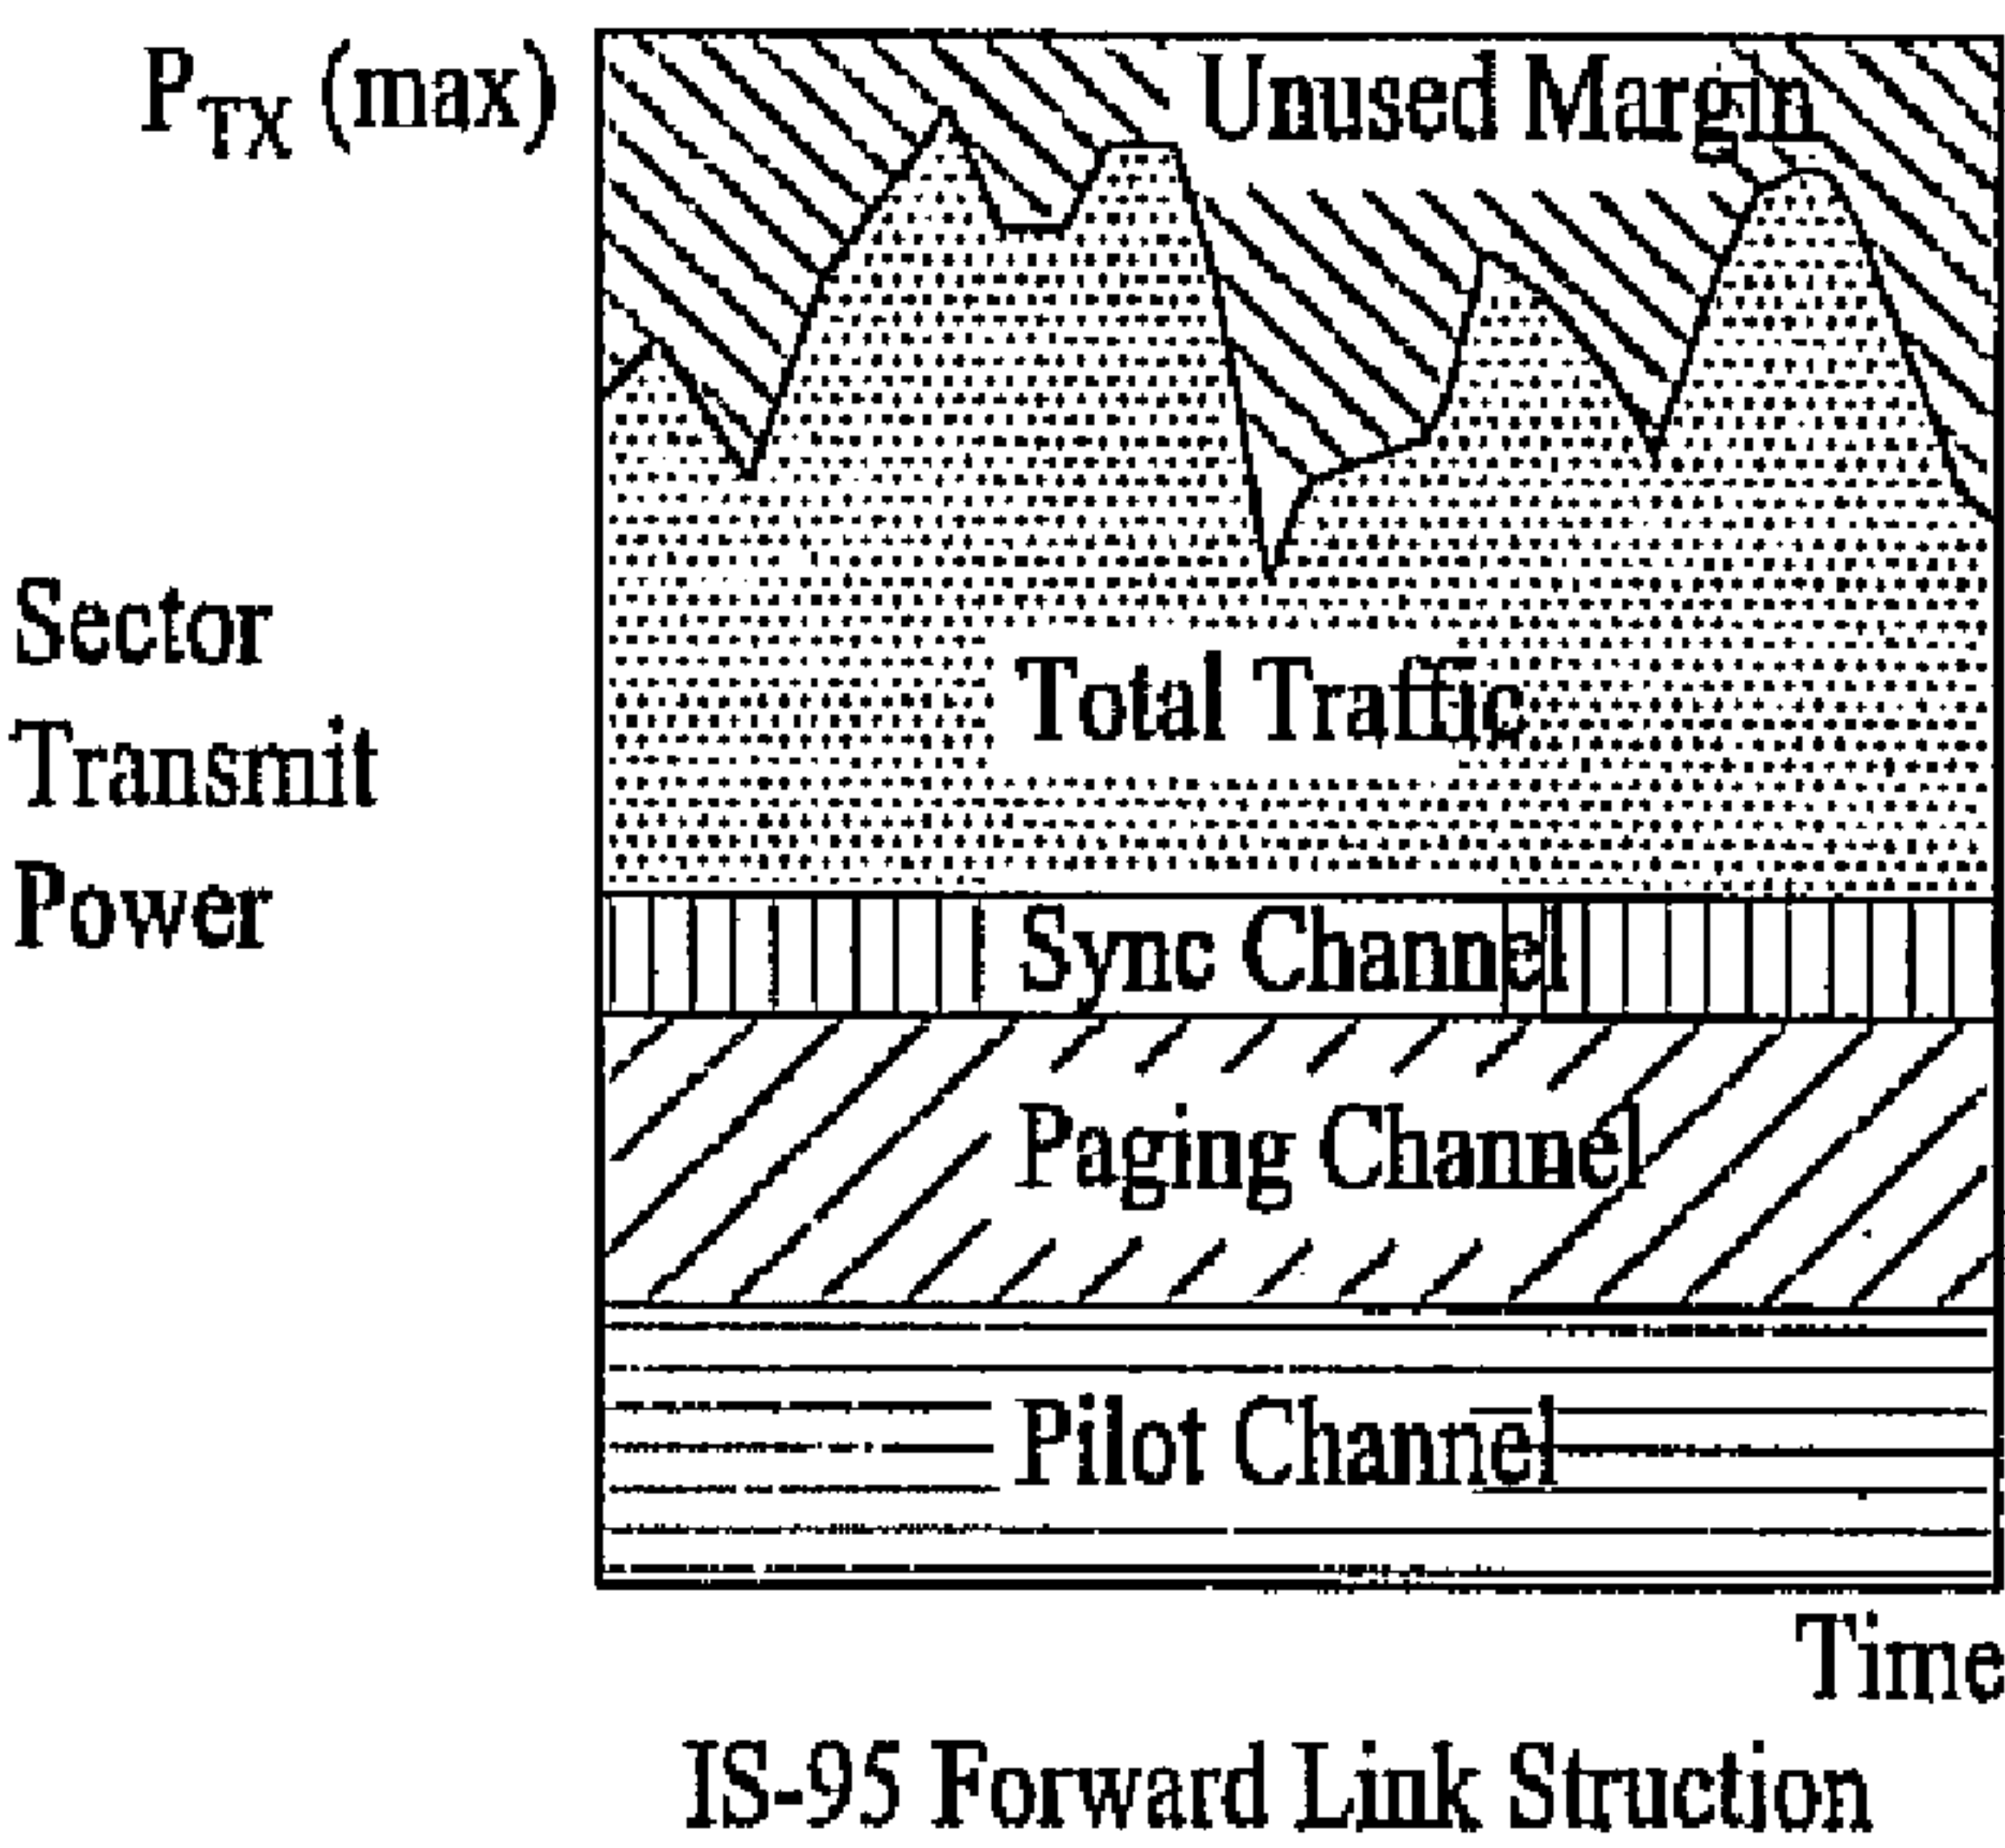 P_TX (max)
Unused Margin
Sector
Transmit
Power
Total Traffic
Sync Channel
Paging Channel
Pilot Channel
Time
IS-95 Forward Link Struction